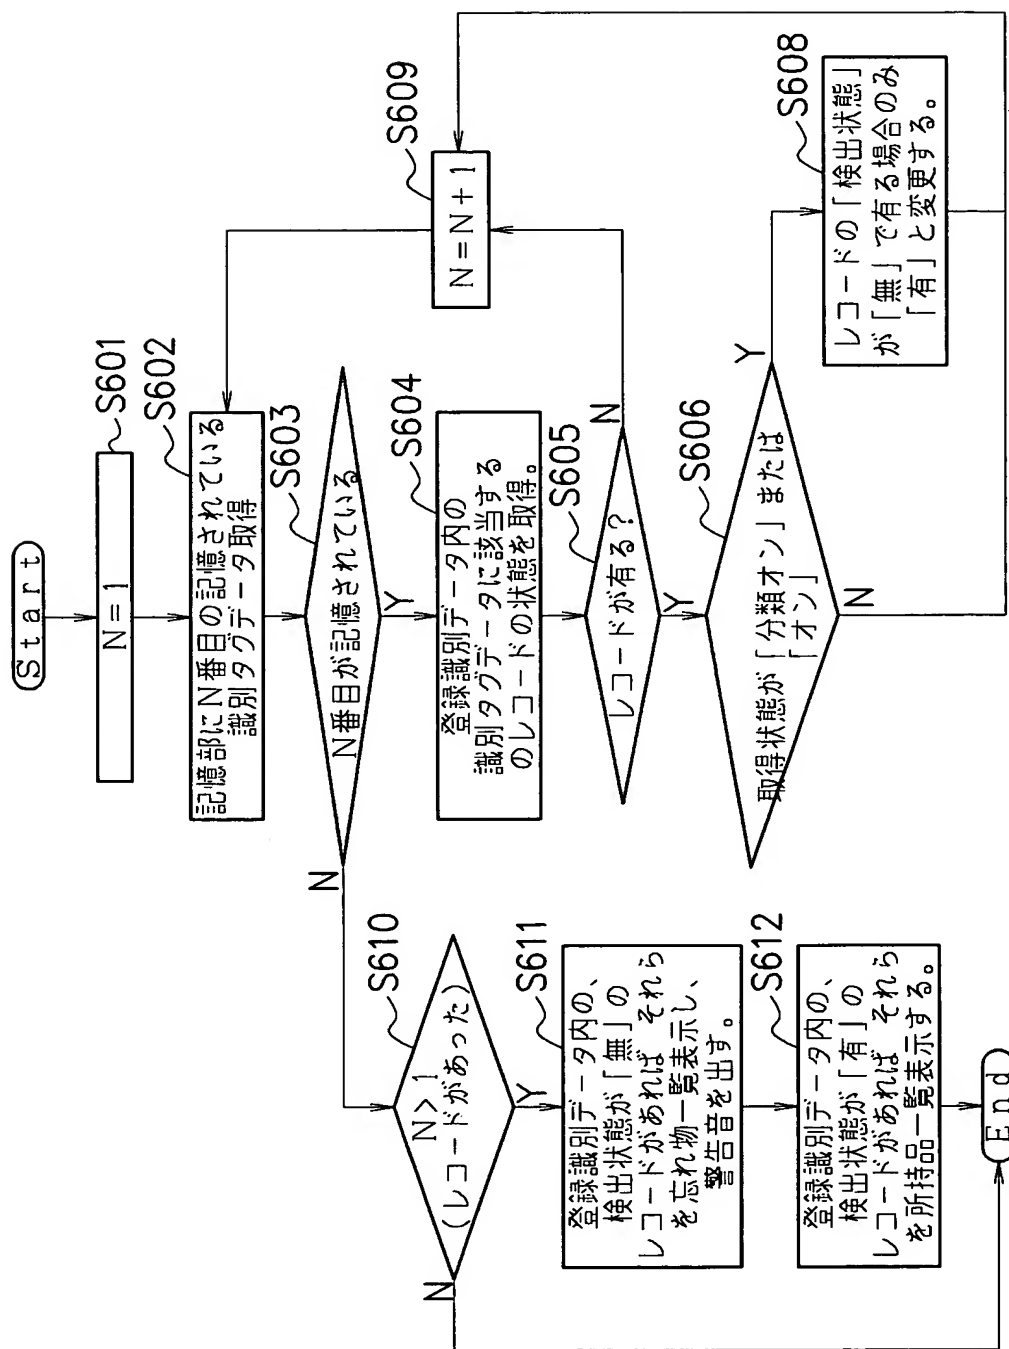 Start
S601
N=1
S602
記憶部にN番目の記憶されている
識別タグデータ取得
S603
N番目が記憶されている
Y
N
S604
登録識別データ内の
識別タグデータに該当する
のレコードの状態を取得。
S605
レコードが有る?
N
Y
S606
取得状態が「分類オン」または
「オン」
Y
N
S608
レコードの「検出状態」
が「無」で有る場合のみ
「有」と変更する。
S609
N=N+1
S610
N>1
(レコードがあった)
N
Y
S611
登録識別データ内の、
検出状態が「無」の
レコードがあれば それら
を忘れ物一覧表示し、
警告音を出す。
S612
登録識別データ内の、
検出状態が「有」の
レコードがあれば それら
を所持品一覧表示する。
End